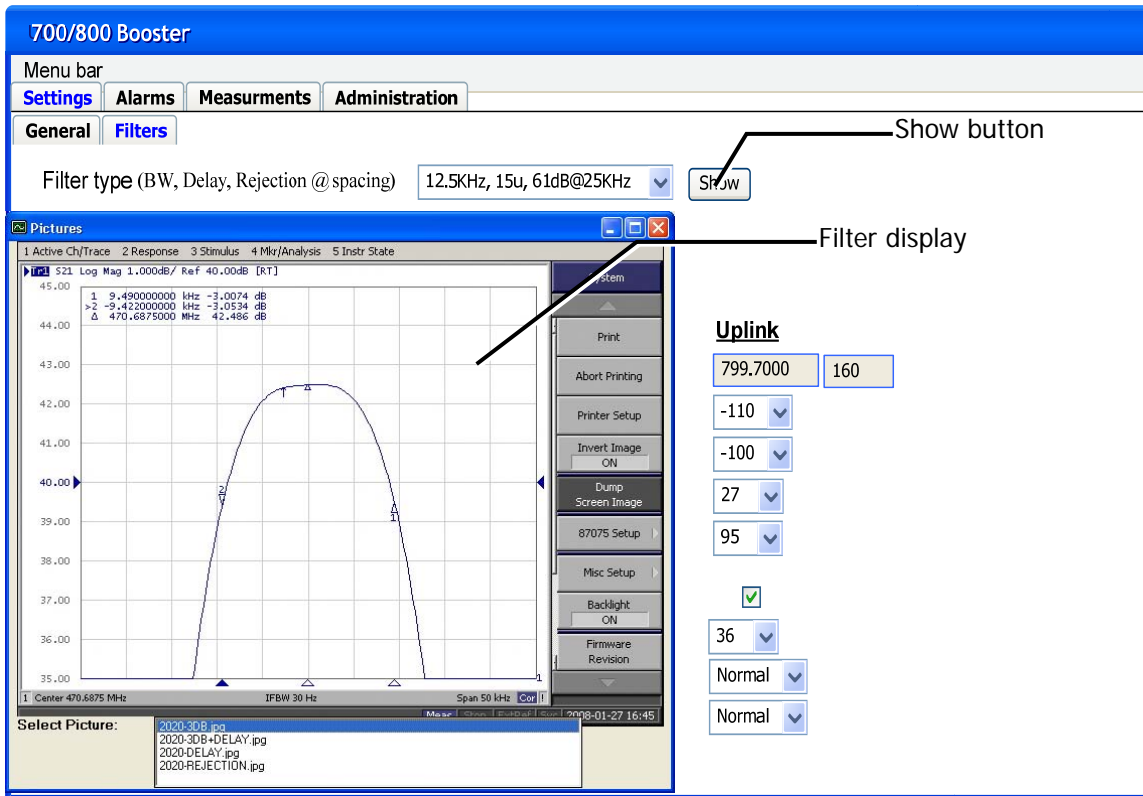 700/800 Booster
Menu bar
Settings Alarms Measurments Administration
General Filters
Show button
Filter type (BW, Delay, Rejection @ spacing) 12.5KHz, 15u, 61dB@25KHz Show
Pictures
Filter display
1 Active Ch/Trace 2 Response 3 Stimulus 4 Mkr/Analysis 5 Instr State
Tr1 S21 Log Mag 1.000dB/ Ref 40.00dB [RT]
System
45.00
1 9.490000000 kHz -3.0074 dB
>2 -9.422000000 kHz -3.0534 dB
Δ 470.6875000 MHz 42.486 dB
44.00
Print
Uplink
43.00
Abort Printing
799.7000 160
42.00
Printer Setup
-110
41.00
Invert Image
ON
-100
40.00
2
Dump
Screen Image
27
39.00
1
87075 Setup
95
38.00
Misc Setup
37.00
Backlight
ON
36.00
Firmware
Revision
36
35.00
1
Normal
1 Center 470.6875 MHz IFBW 30 Hz Span 50 kHz Cor !
Meas Stop ExtRef Svc 2008-01-27 16:45
Normal
Select Picture:
2020-3DB.jpg
2020-3DB+DELAY.jpg
2020-DELAY.jpg
2020-REJECTION.jpg